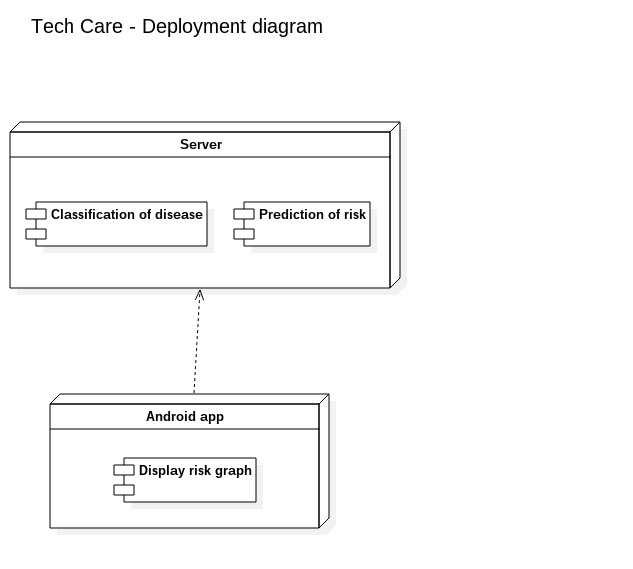 Tech Care - Deployment diagram
Server
Classification of disease
Prediction of risk
Android app
Display risk graph